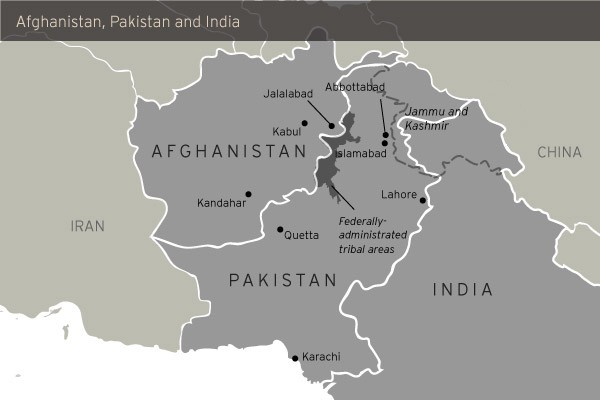 Afghanistan, Pakistan and India
Abbottabad
Jalalabad
Jammu and
Kashmir
Kabul
AFGHANISTAN
Islamabad
CHINA
Kandahar
Lahore
IRAN
Federally-
administrated
tribal areas
Quetta
PAKISTAN
INDIA
Karachi